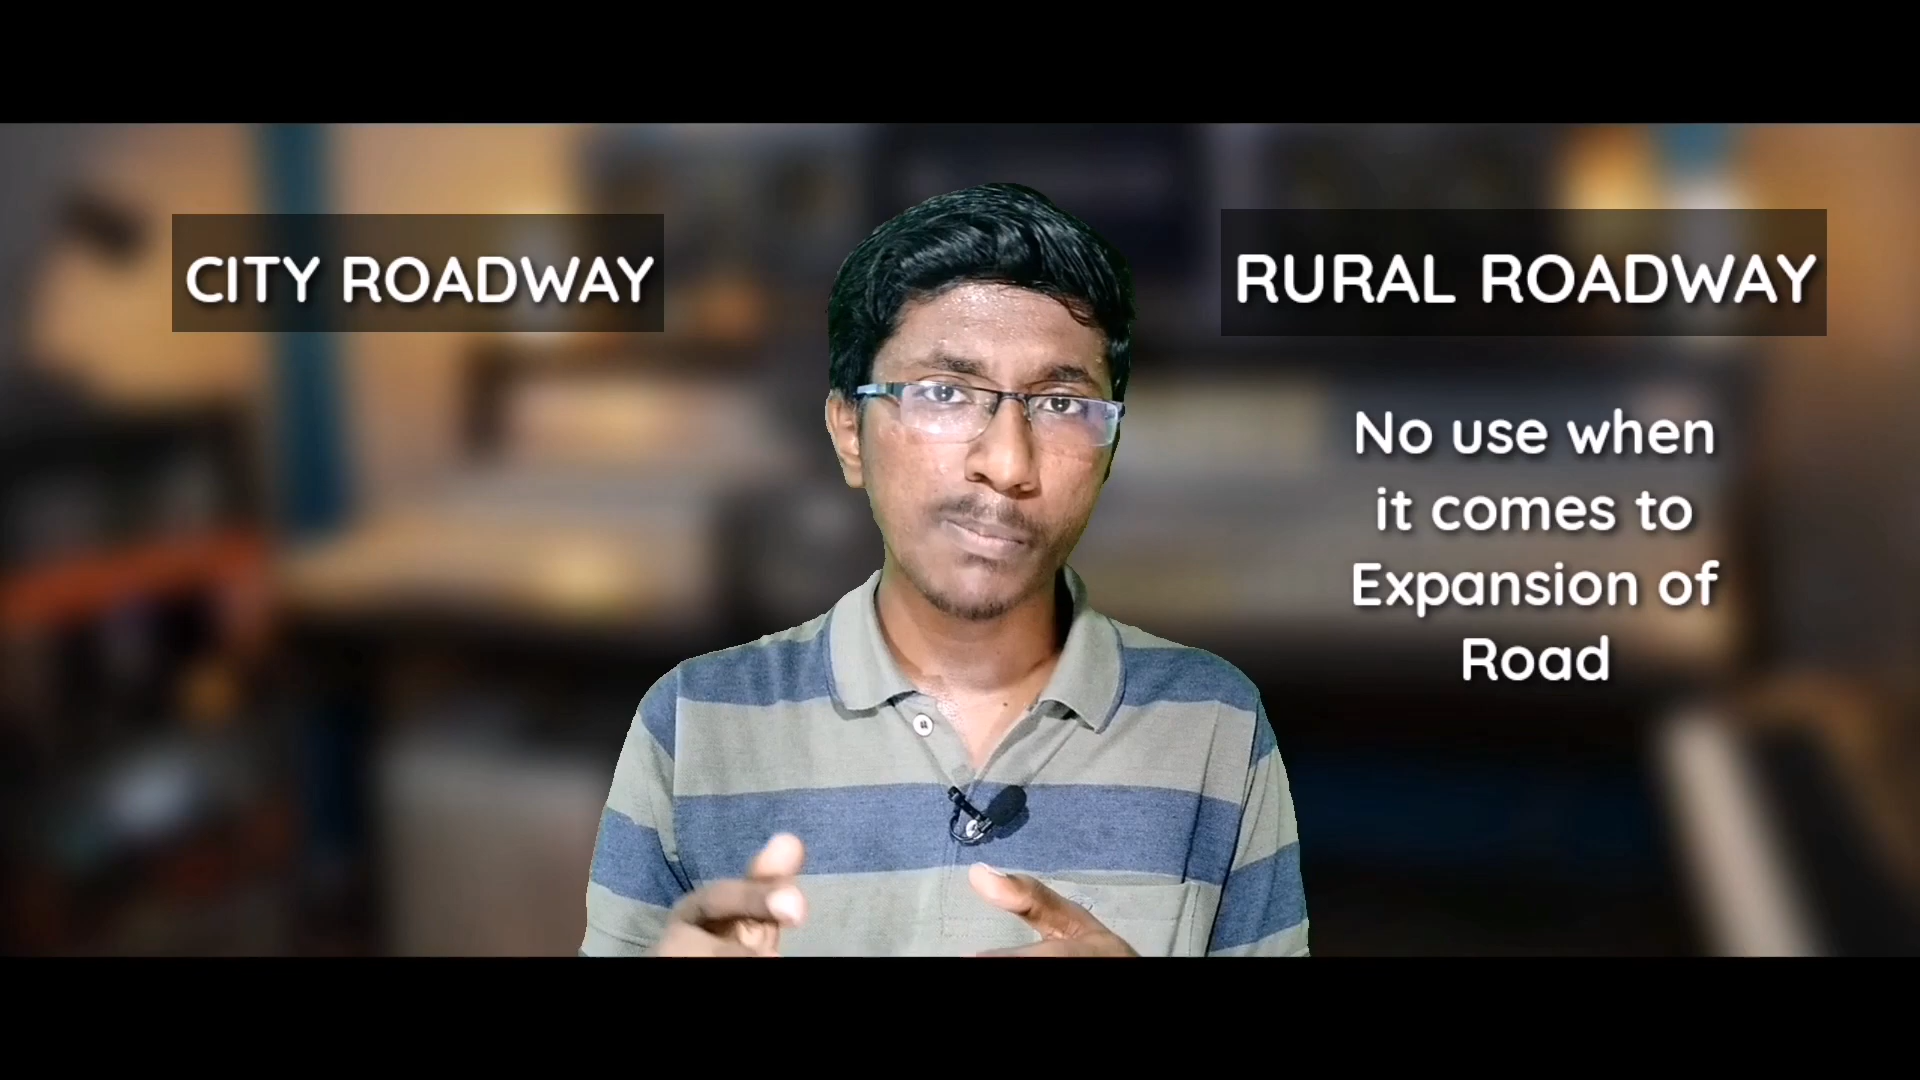 CITY ROADWAY
RURAL ROADWAY
No use when
it comes to
Expansion of
Road